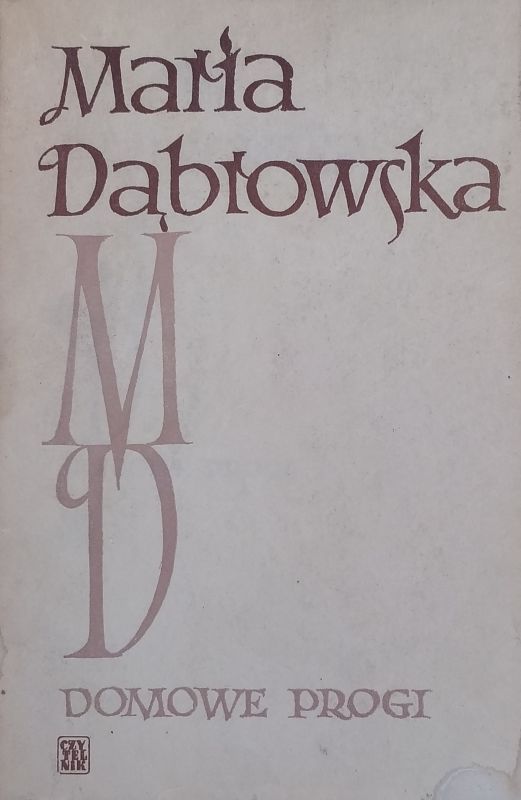 Maria
Dąbrowska
M
D
DOMOWE PROGI
CZY
TEL
NIK